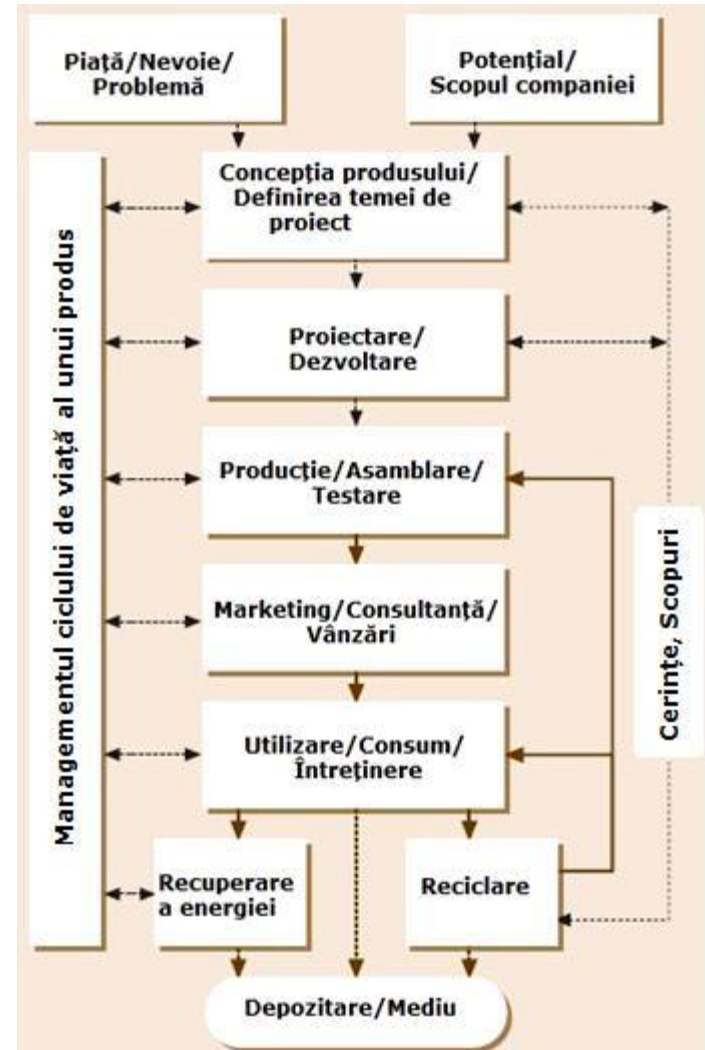 Piață/Nevoie/
Problemă
Potențial/
Scopul companiei
Concepția produsului/
Definirea temei de
proiect
Proiectare/
Dezvoltare
Producție/Asamblare/
Testare
Marketing/Consultanță/
Vânzări
Utilizare/Consum/
Întreținere
Recuperare
a energiei
Reciclare
Depozitare/Mediu
Managementul ciclului de viață al unui produs
Cerințe, Scopuri